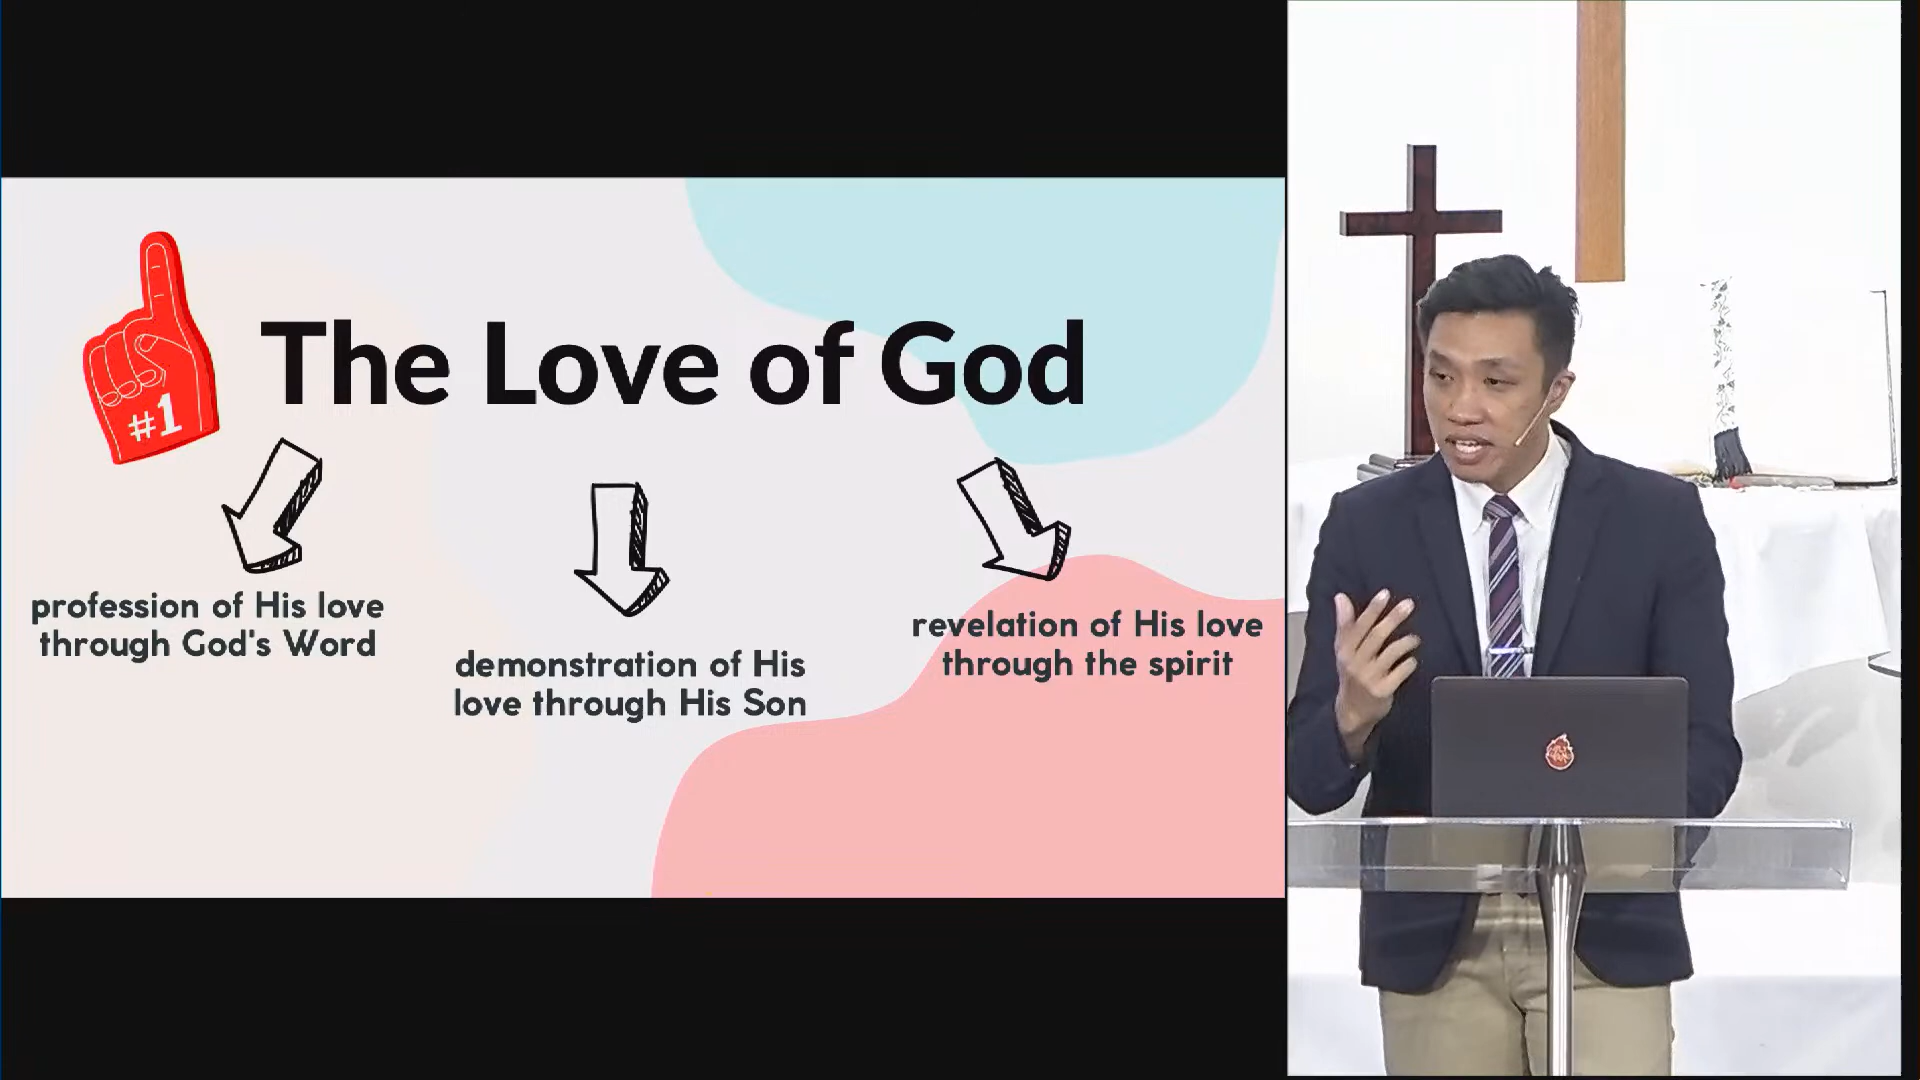 #1
The Love of God
profession of His love
through God's Word
demonstration of His
love through His Son
revelation of His love
through the spirit